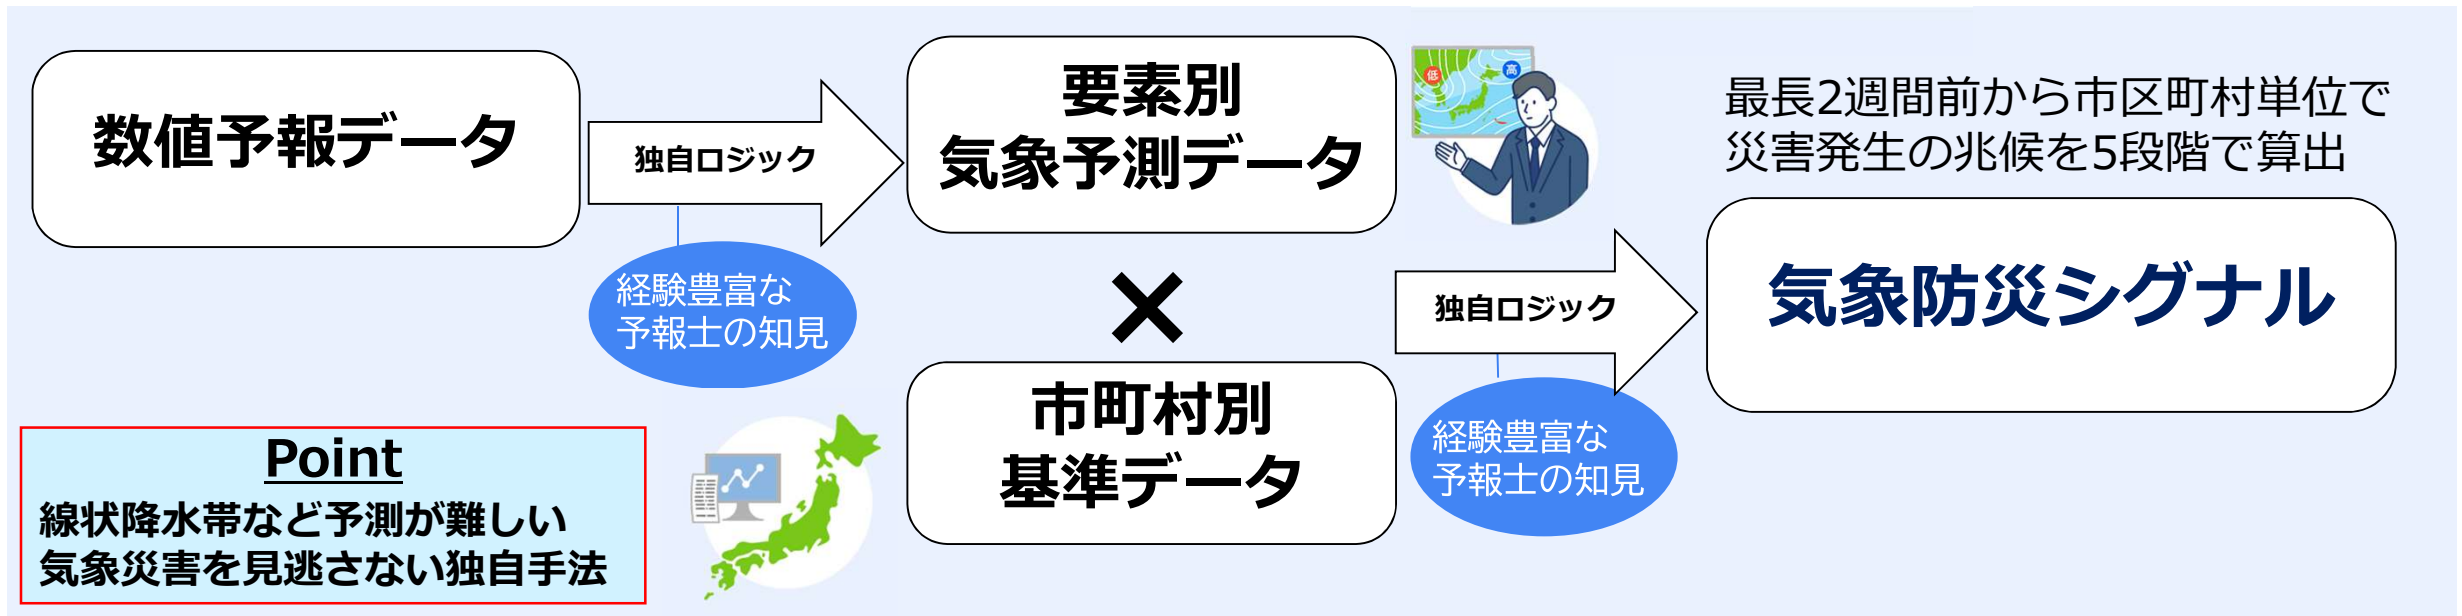 数値予報データ
独自ロジック
経験豊富な
予報士の知見
要素別
気象予測データ
低
高
×
市町村別
基準データ
独自ロジック
経験豊富な
予報士の知見
最長2週間前から市区町村単位で
災害発生の兆候を5段階で算出
気象防災シグナル
Point
線状降水帯など予測が難しい
気象災害を見逃さない独自手法